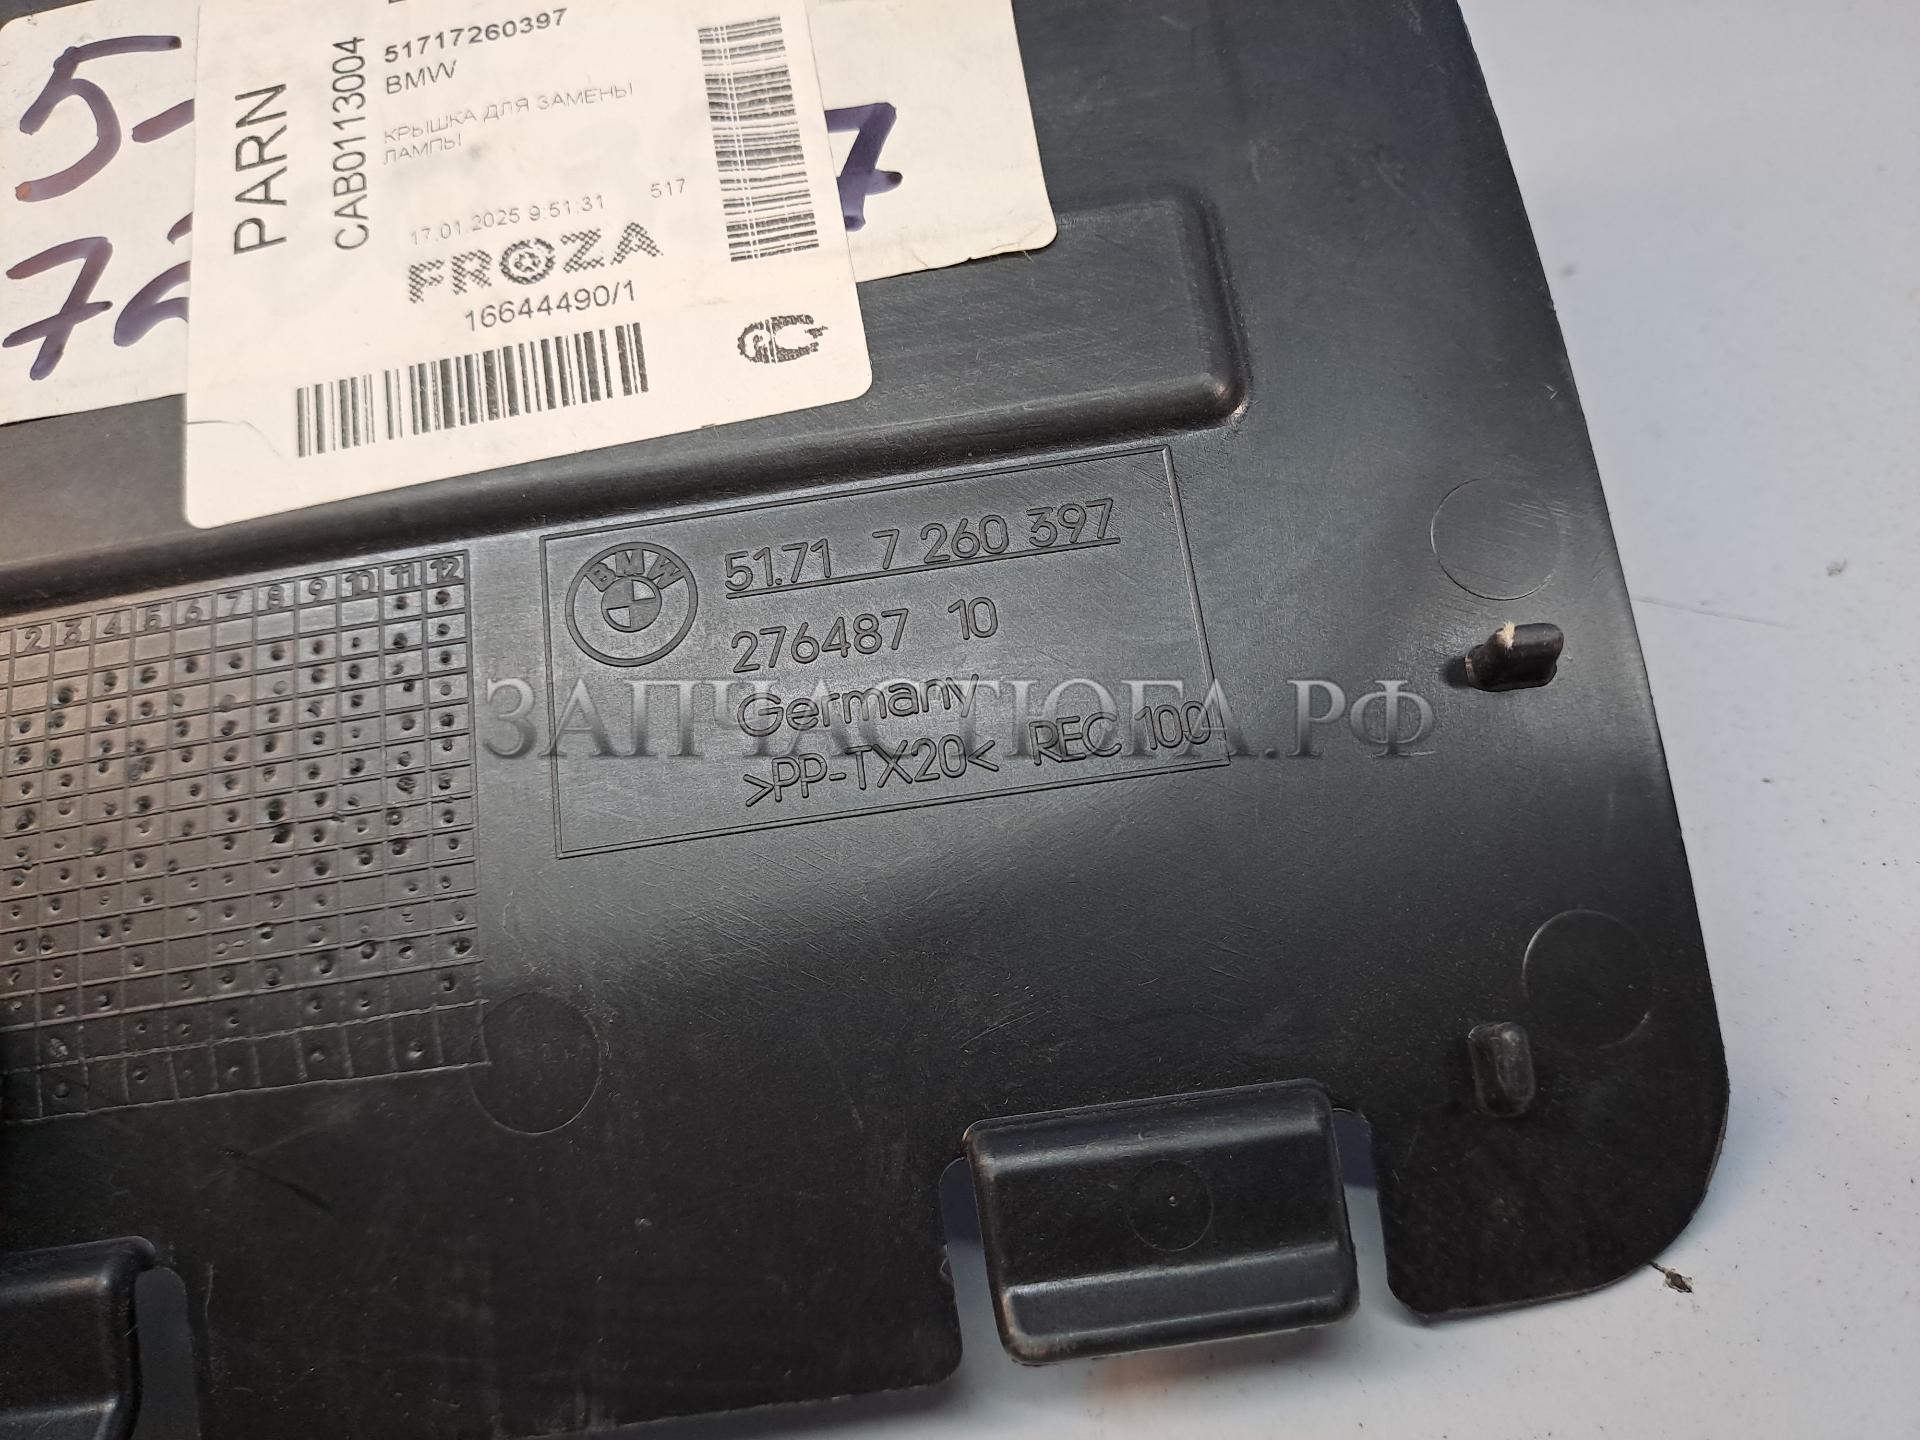 5-
72
7
PARN
CAB0113004
51717260397
BMW
КРЫШКА ДЛЯ ЗАМЕНЫ
ЛАМПЫ
17.01.2025 9:51:31 517
FROZA
16644490/1
BMW
51.71 7 260 397
276487 10
Germany
>PP-TX20< REC 100
2 3 4 5 6 7 8 9 10 11 12
ЗАПЧАСТЮГА.РФ